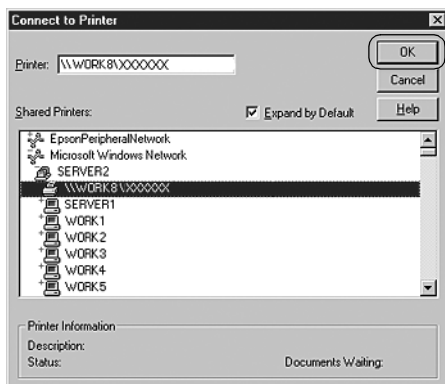 Connect to Printer
Printer: \\WORK8\XXXXXX
OK
Cancel
Help
Shared Printers:
Expand by Default
EpsonPeripheralNetwork
Microsoft Windows Network
SERVER2
\\WORK8\XXXXXX
SERVER1
WORK1
WORK2
WORK3
WORK4
WORK5
Printer Information
Description:
Status: Documents Waiting: